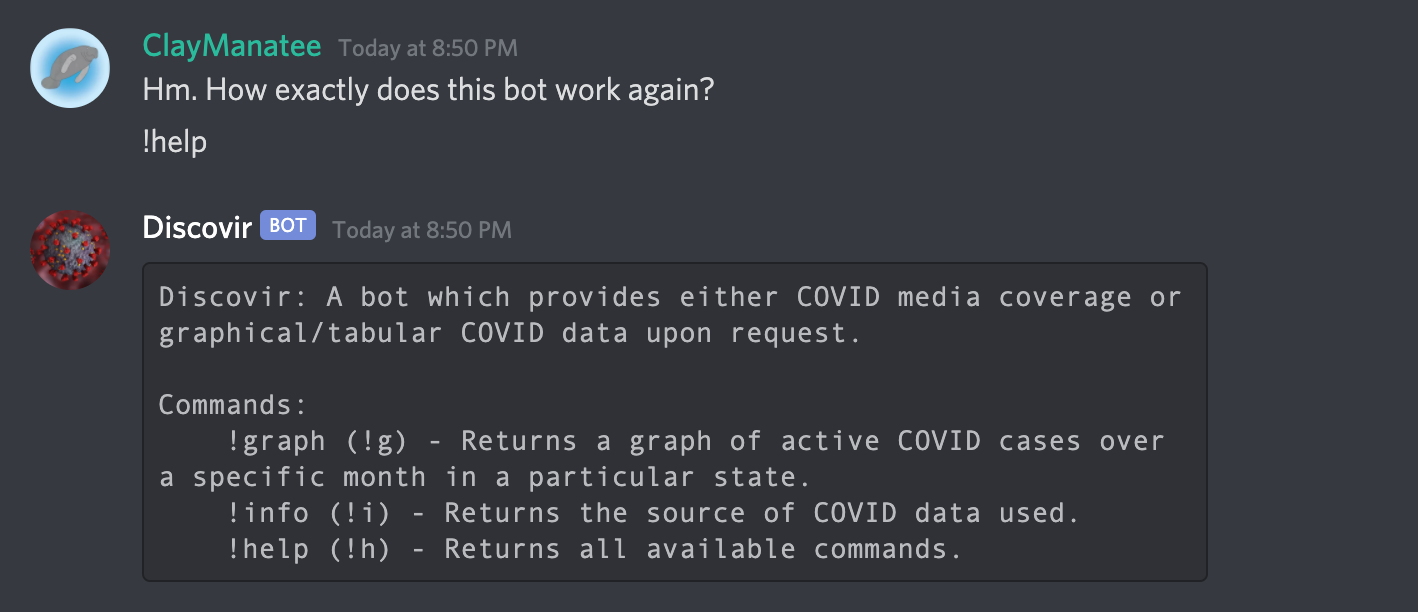 ClayManatee Today at 8:50 PM
Hm. How exactly does this bot work again?
!help
Discovir BOT Today at 8:50 PM
Discovir: A bot which provides either COVID media coverage or
graphical/tabular COVID data upon request.
Commands:
!graph (!g) - Returns a graph of active COVID cases over
a specific month in a particular state.
!info (!i) - Returns the source of COVID data used.
!help (!h) - Returns all available commands.